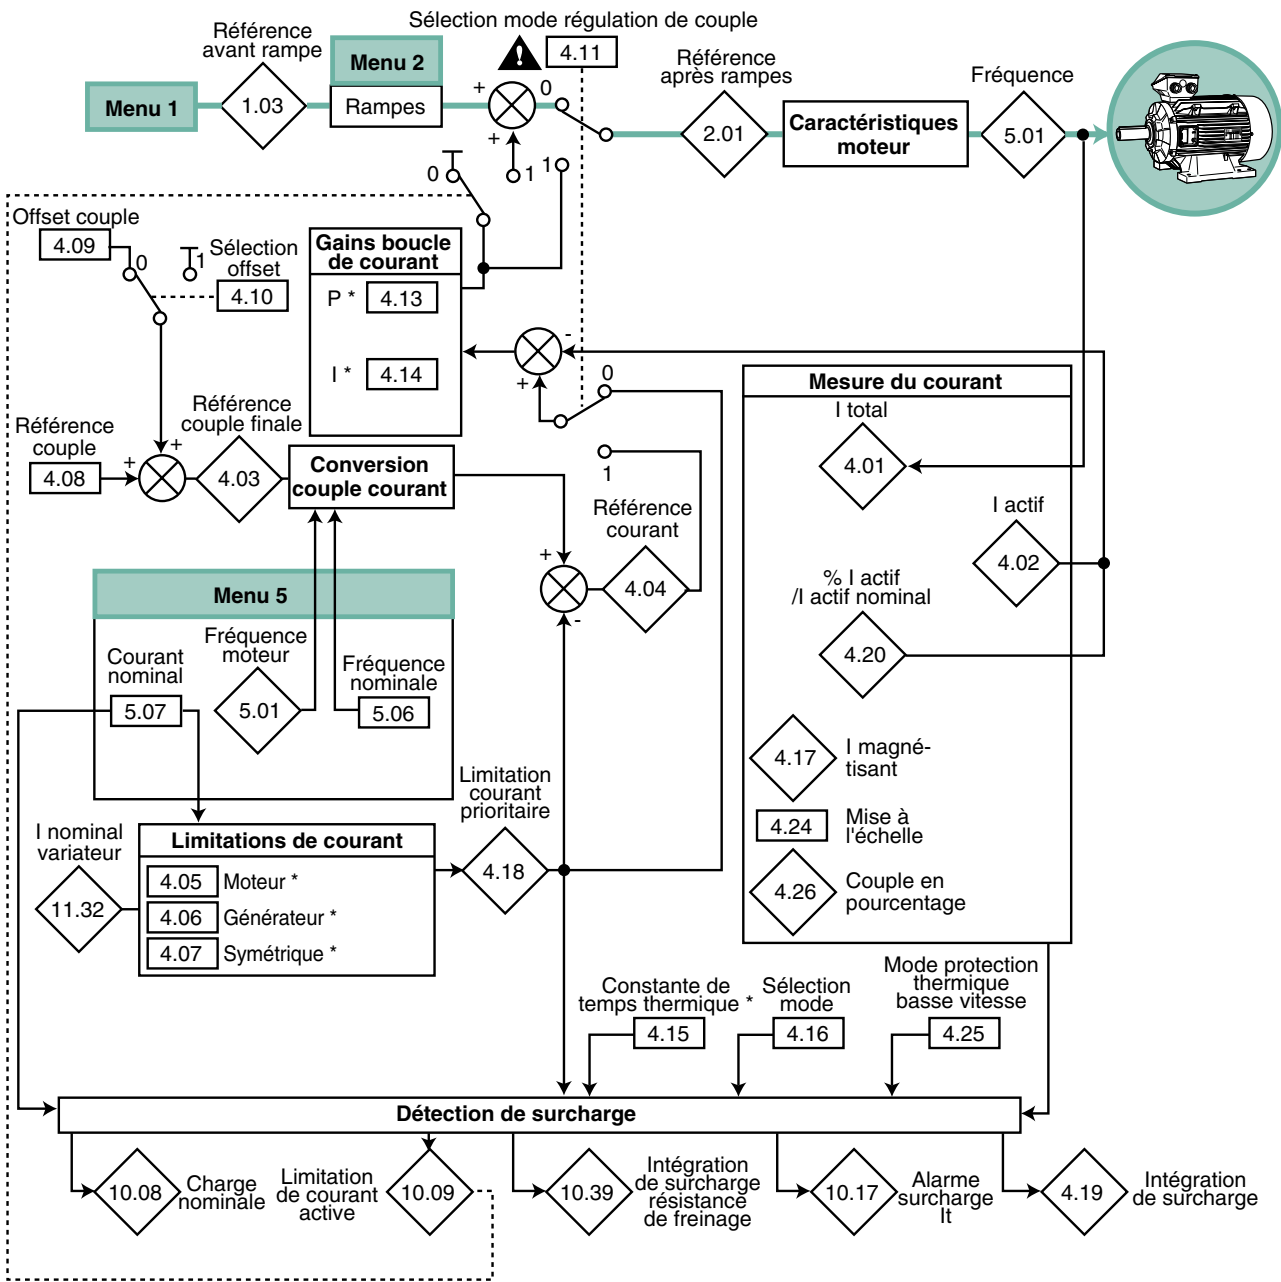 Sélection mode régulation de couple
4.11
Référence
avant rampe
Menu 1
1.03
Menu 2
Rampes
+
+
0
1
1
Référence
après rampes
2.01
Caractéristiques
moteur
Fréquence
5.01
0
Offset couple
4.09
0
1
Sélection
offset
4.10
Gains boucle
de courant
P *
4.13
I *
4.14
-
+
0
1
Référence
couple
4.08
+
+
Référence
couple finale
4.03
Conversion
couple courant
+
-
Référence
courant
4.04
Mesure du courant
I total
4.01
I actif
4.02
% I actif
/I actif nominal
4.20
4.17
I magné-
tisant
4.24
Mise à
l'échelle
4.26
Couple en
pourcentage
Menu 5
Courant
nominal
5.07
Fréquence
moteur
5.01
Fréquence
nominale
5.06
I nominal
variateur
11.32
Limitations de courant
4.05 Moteur *
4.06 Générateur *
4.07 Symétrique *
Limitation
courant
prioritaire
4.18
Constante de
temps thermique *
4.15
Sélection
mode
4.16
Mode protection
thermique
basse vitesse
4.25
Détection de surcharge
10.08
Charge
nominale
Limitation
de courant
active
10.09
10.39
Intégration
de surcharge
résistance
de freinage
10.17
Alarme
surcharge
It
4.19
Intégration
de surcharge